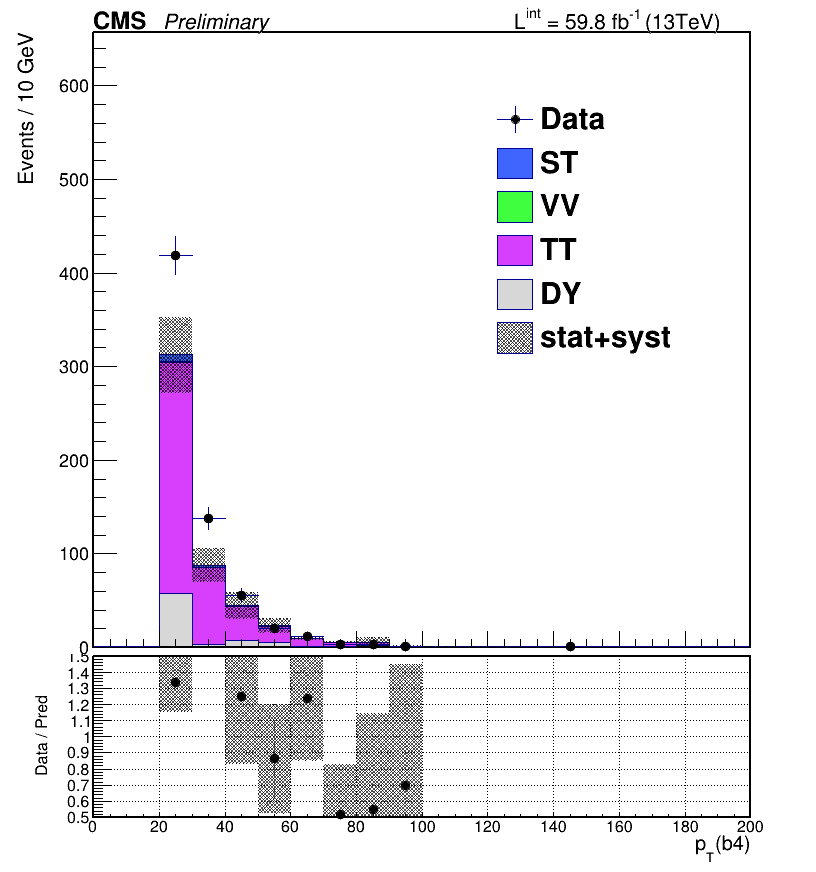 CMS Preliminary L^int = 59.8 fb^-1 (13TeV)
Events / 10 GeV
600
500
400
300
200
100
0
Data
ST
VV
TT
DY
stat+syst
Data / Pred
1.5
1.4
1.3
1.2
1.1
1
0.9
0.8
0.7
0.6
0.5
0 20 40 60 80 100 120 140 160 180 200
p_T(b4)